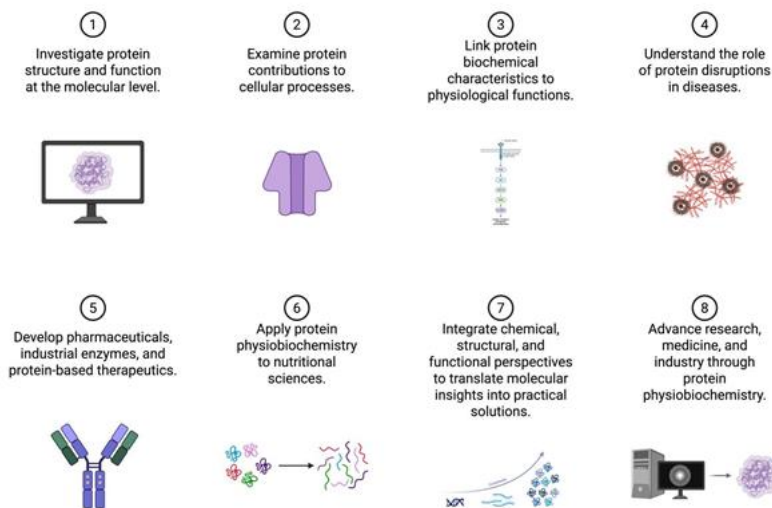 1
Investigate protein
structure and function
at the molecular level.
2
Examine protein
contributions to
cellular processes.
3
Link protein
biochemical
characteristics to
physiological functions.
4
Understand the role
of protein disruptions
in diseases.
5
Develop pharmaceuticals,
industrial enzymes, and
protein-based therapeutics.
6
Apply protein
physiobiochemistry
to nutritional
sciences.
7
Integrate chemical,
structural, and
functional perspectives
to translate molecular
insights into practical
solutions.
8
Advance research,
medicine, and
industry through
protein
physiobiochemistry.